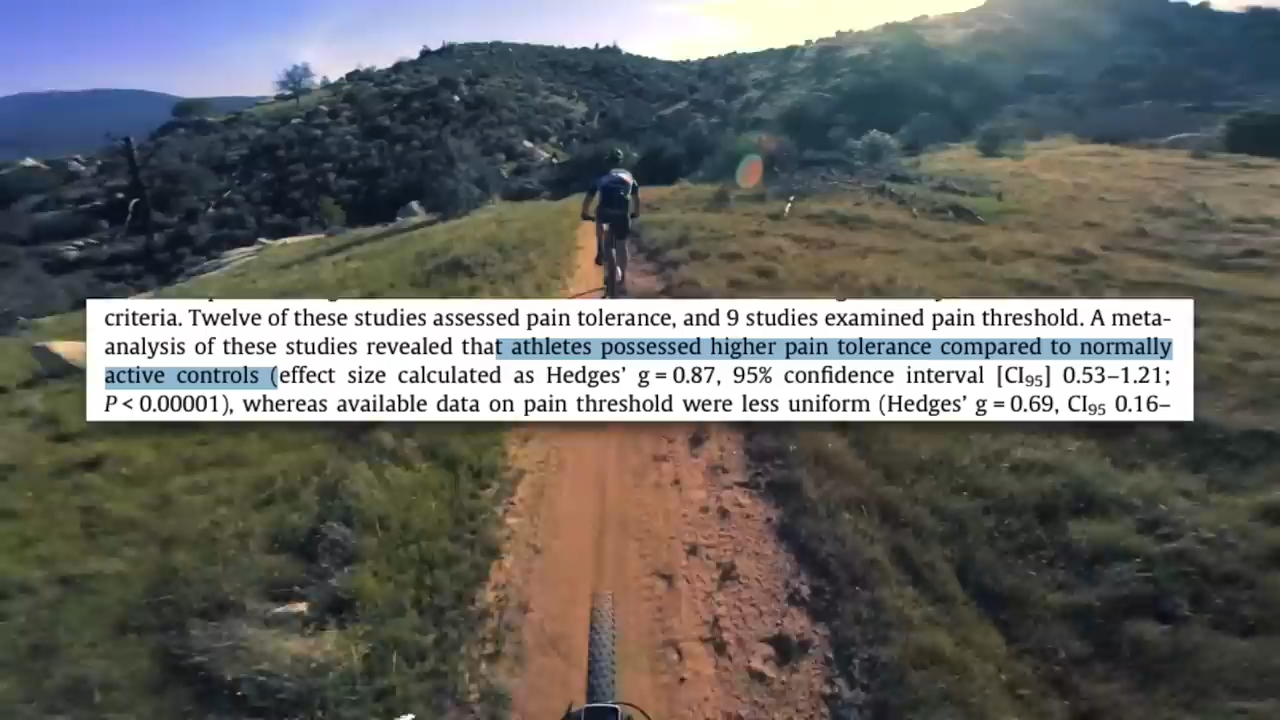 criteria. Twelve of these studies assessed pain tolerance, and 9 studies examined pain threshold. A meta-
analysis of these studies revealed that athletes possessed higher pain tolerance compared to normally
active controls (effect size calculated as Hedges’ g = 0.87, 95% confidence interval [CI95] 0.53–1.21;
P < 0.00001), whereas available data on pain threshold were less uniform (Hedges’ g = 0.69, CI95 0.16–